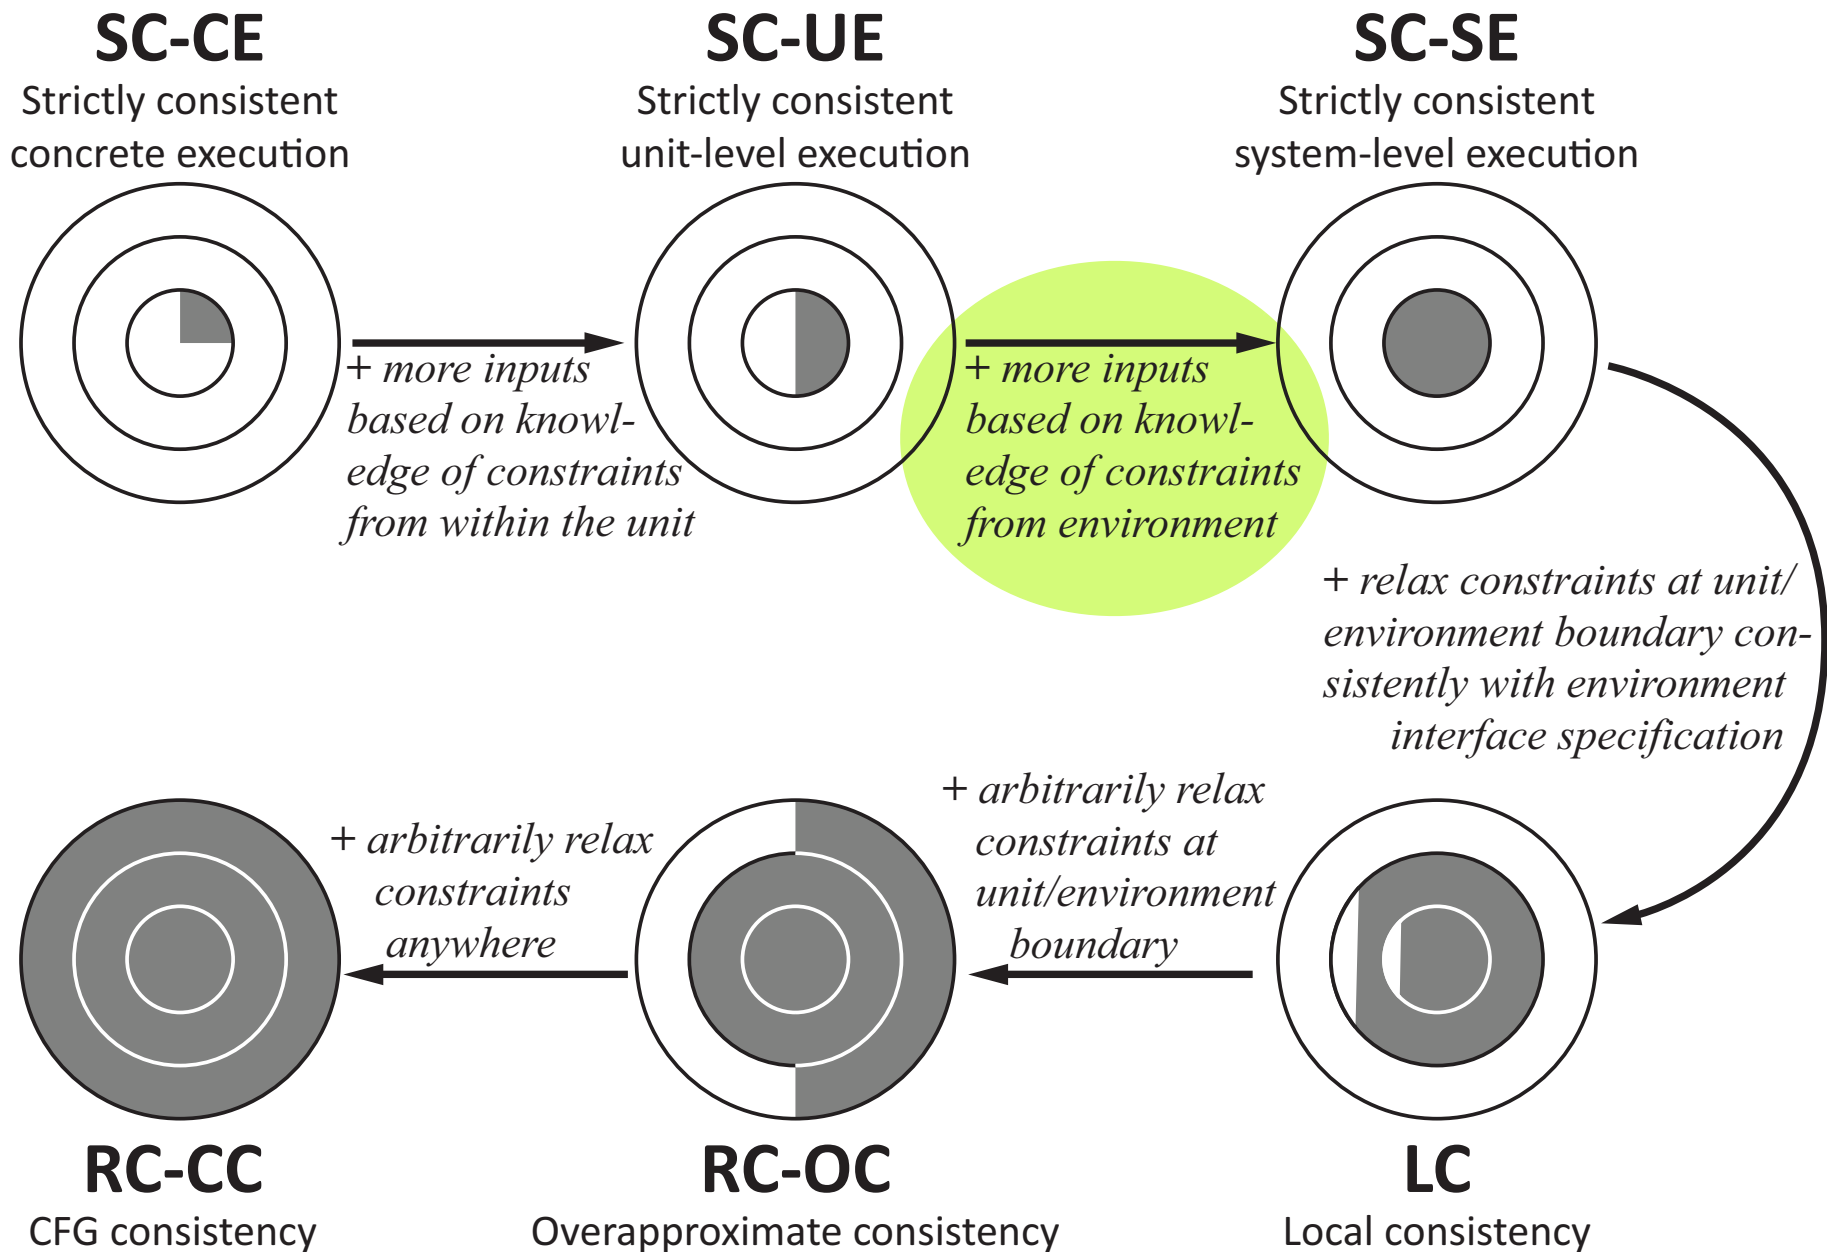 SC-CE
Strictly consistent
concrete execution
SC-UE
Strictly consistent
unit-level execution
SC-SE
Strictly consistent
system-level execution
+ more inputs
based on knowl-
edge of constraints
from within the unit
+ more inputs
based on knowl-
edge of constraints
from environment
+ relax constraints at unit/
environment boundary con-
sistently with environment
interface specification
+ arbitrarily relax
constraints at
unit/environment
boundary
+ arbitrarily relax
constraints
anywhere
RC-CC
CFG consistency
RC-OC
Overapproximate consistency
LC
Local consistency